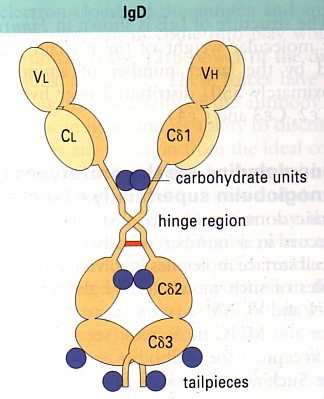 IgD
VL VH
CL Cδ1
carbohydrate units
hinge region
Cδ2
Cδ3
tailpieces